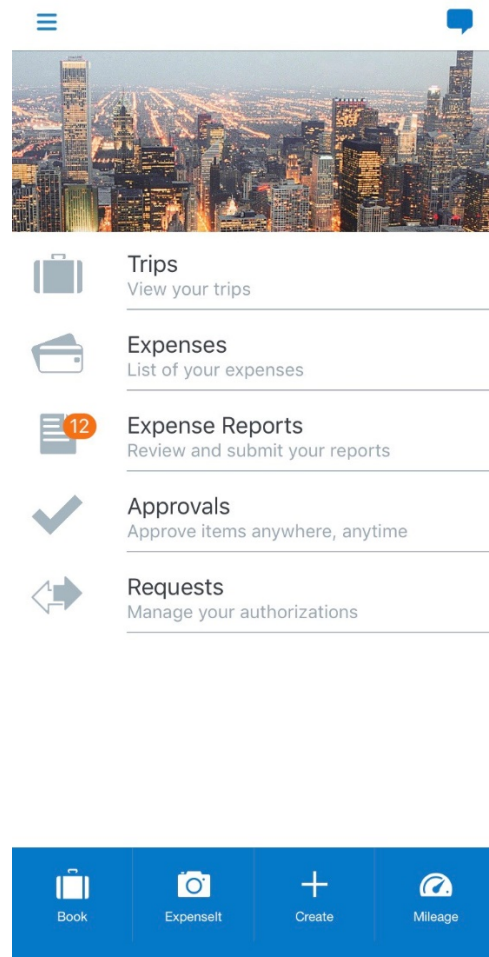 Trips
View your trips
Expenses
List of your expenses
12
Expense Reports
Review and submit your reports
Approvals
Approve items anywhere, anytime
Requests
Manage your authorizations
Book
ExpenseIt
Create
Mileage